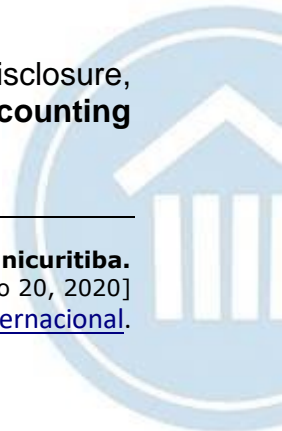 isclosure,
counting
nicuritiba.
o 20, 2020]
ernacional.